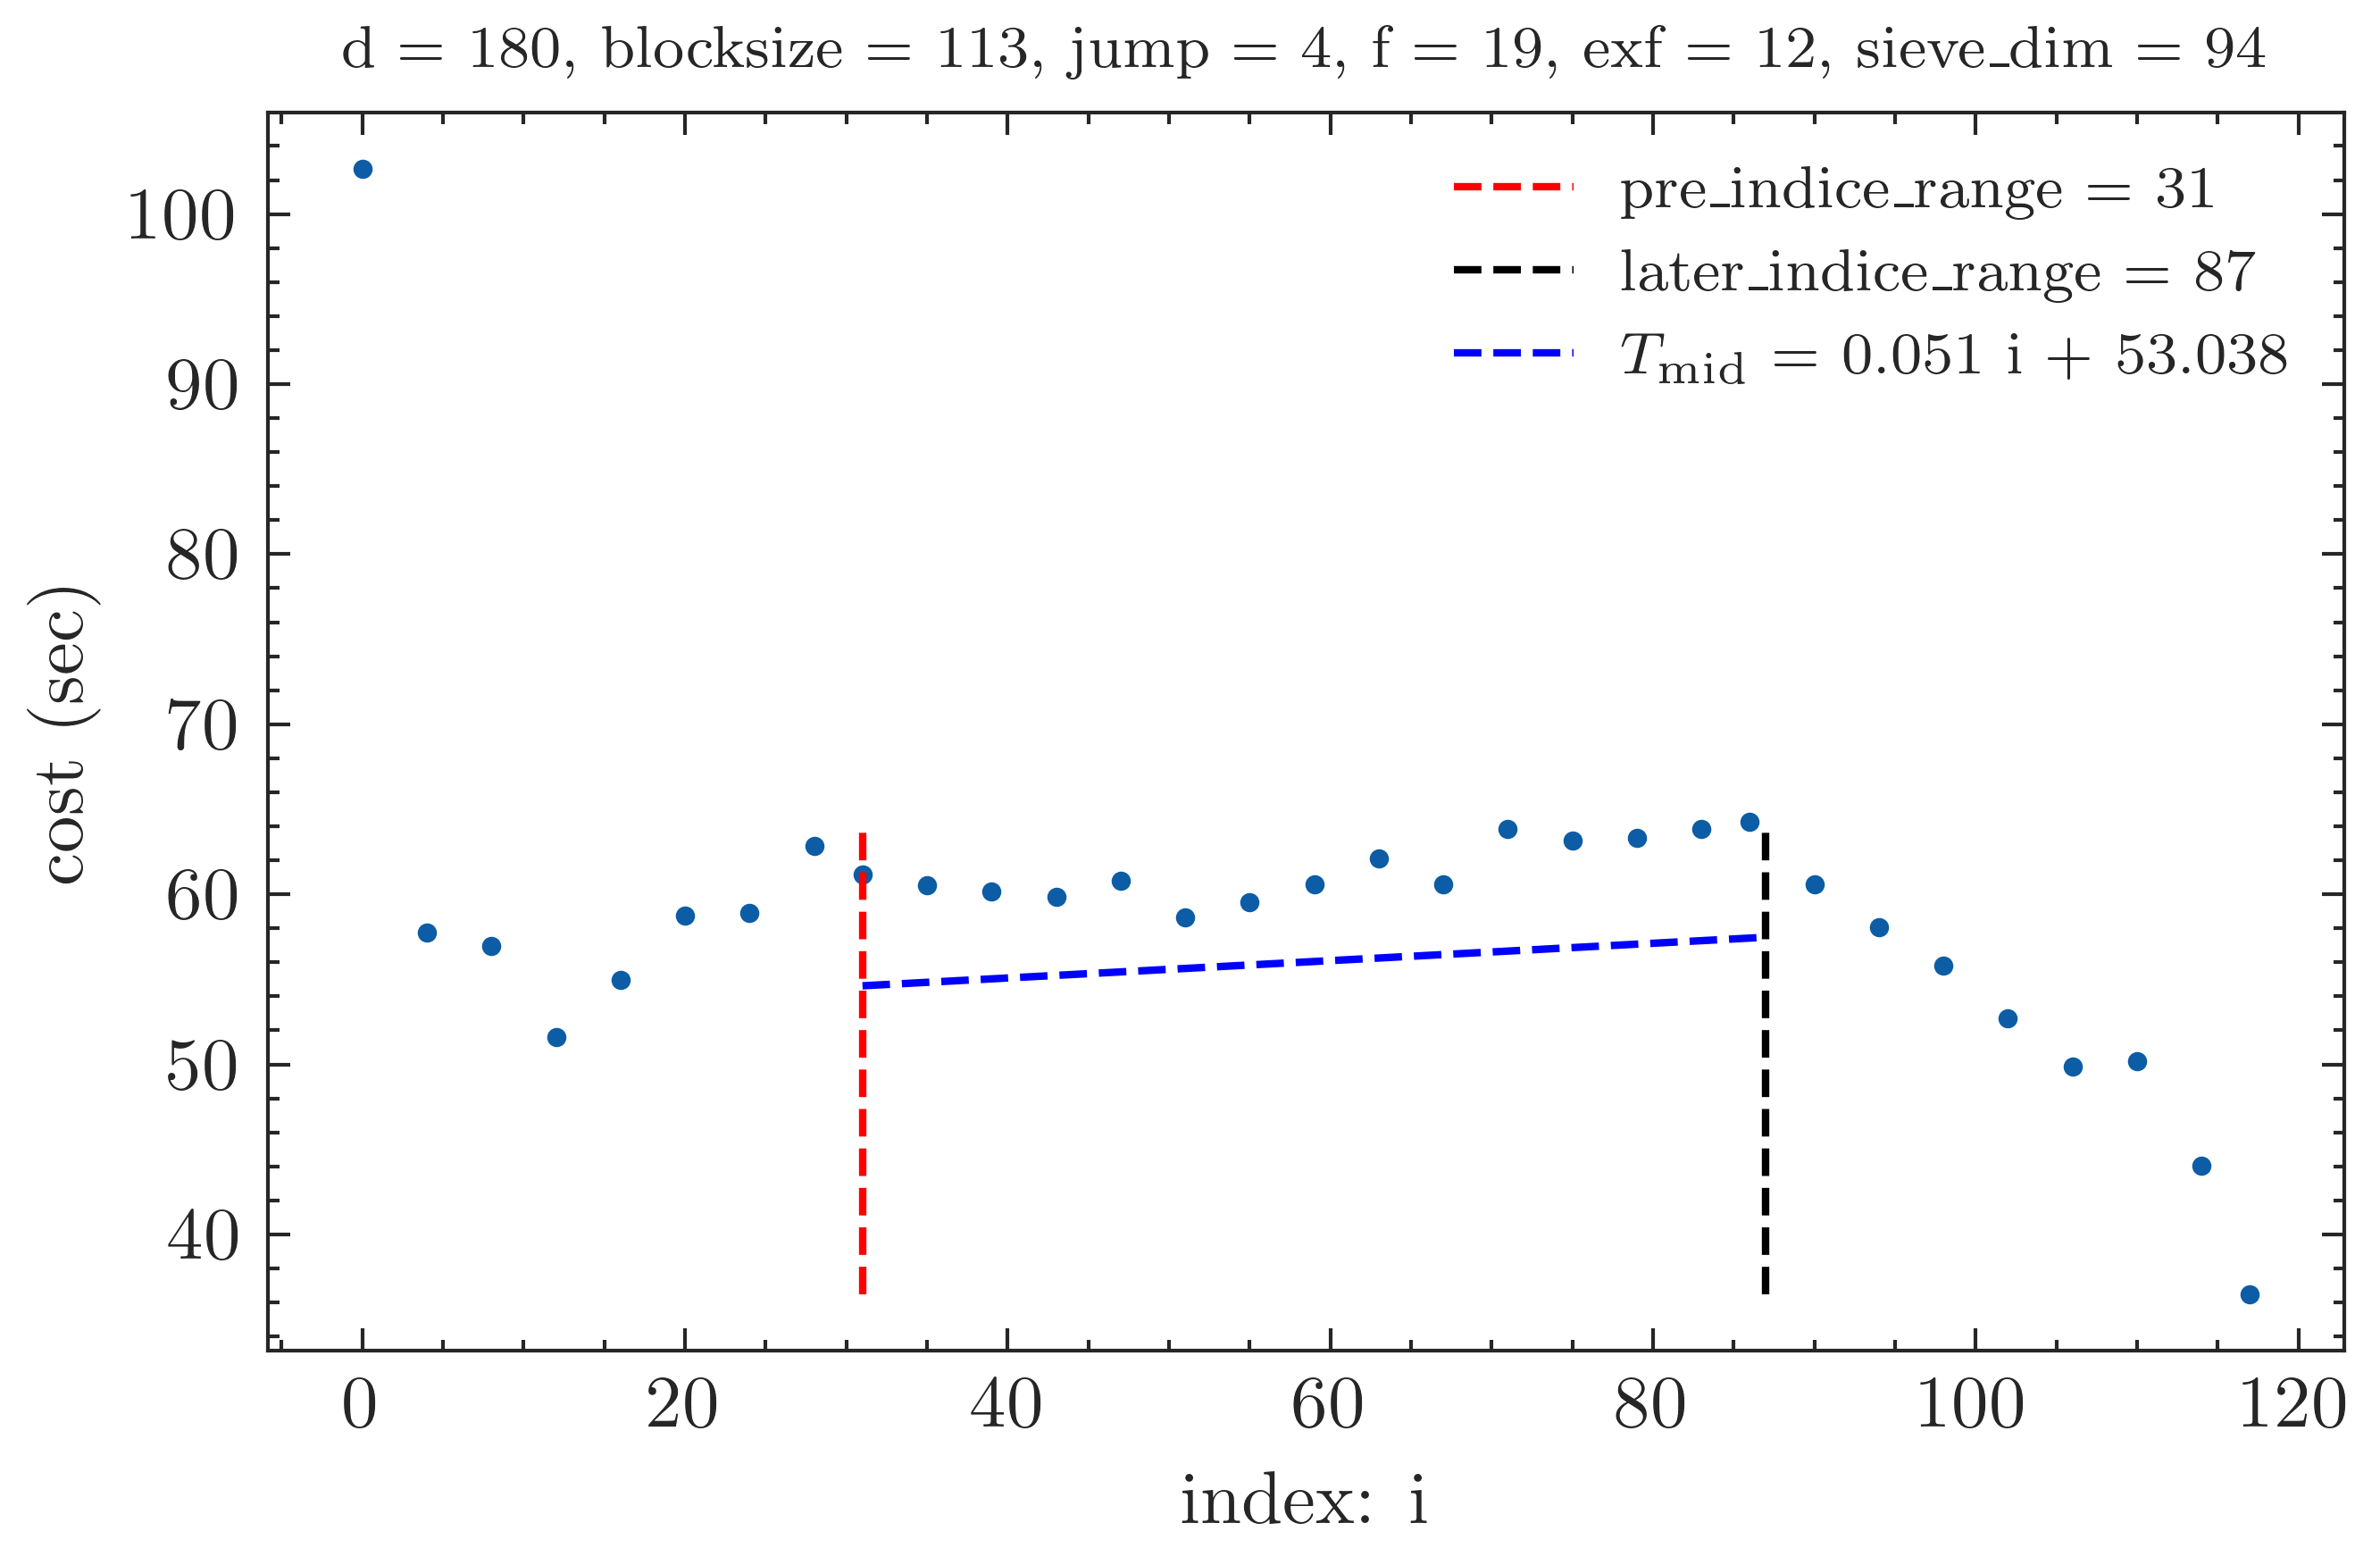 d = 180, blocksize = 113, jump = 4, f = 19, exf = 12, sieve_dim = 94
pre_indice_range = 31
later_indice_range = 87
T_mid = 0.051 i + 53.038
100
90
80
70
60
50
40
cost (sec)
0 20 40 60 80 100 120
index: i